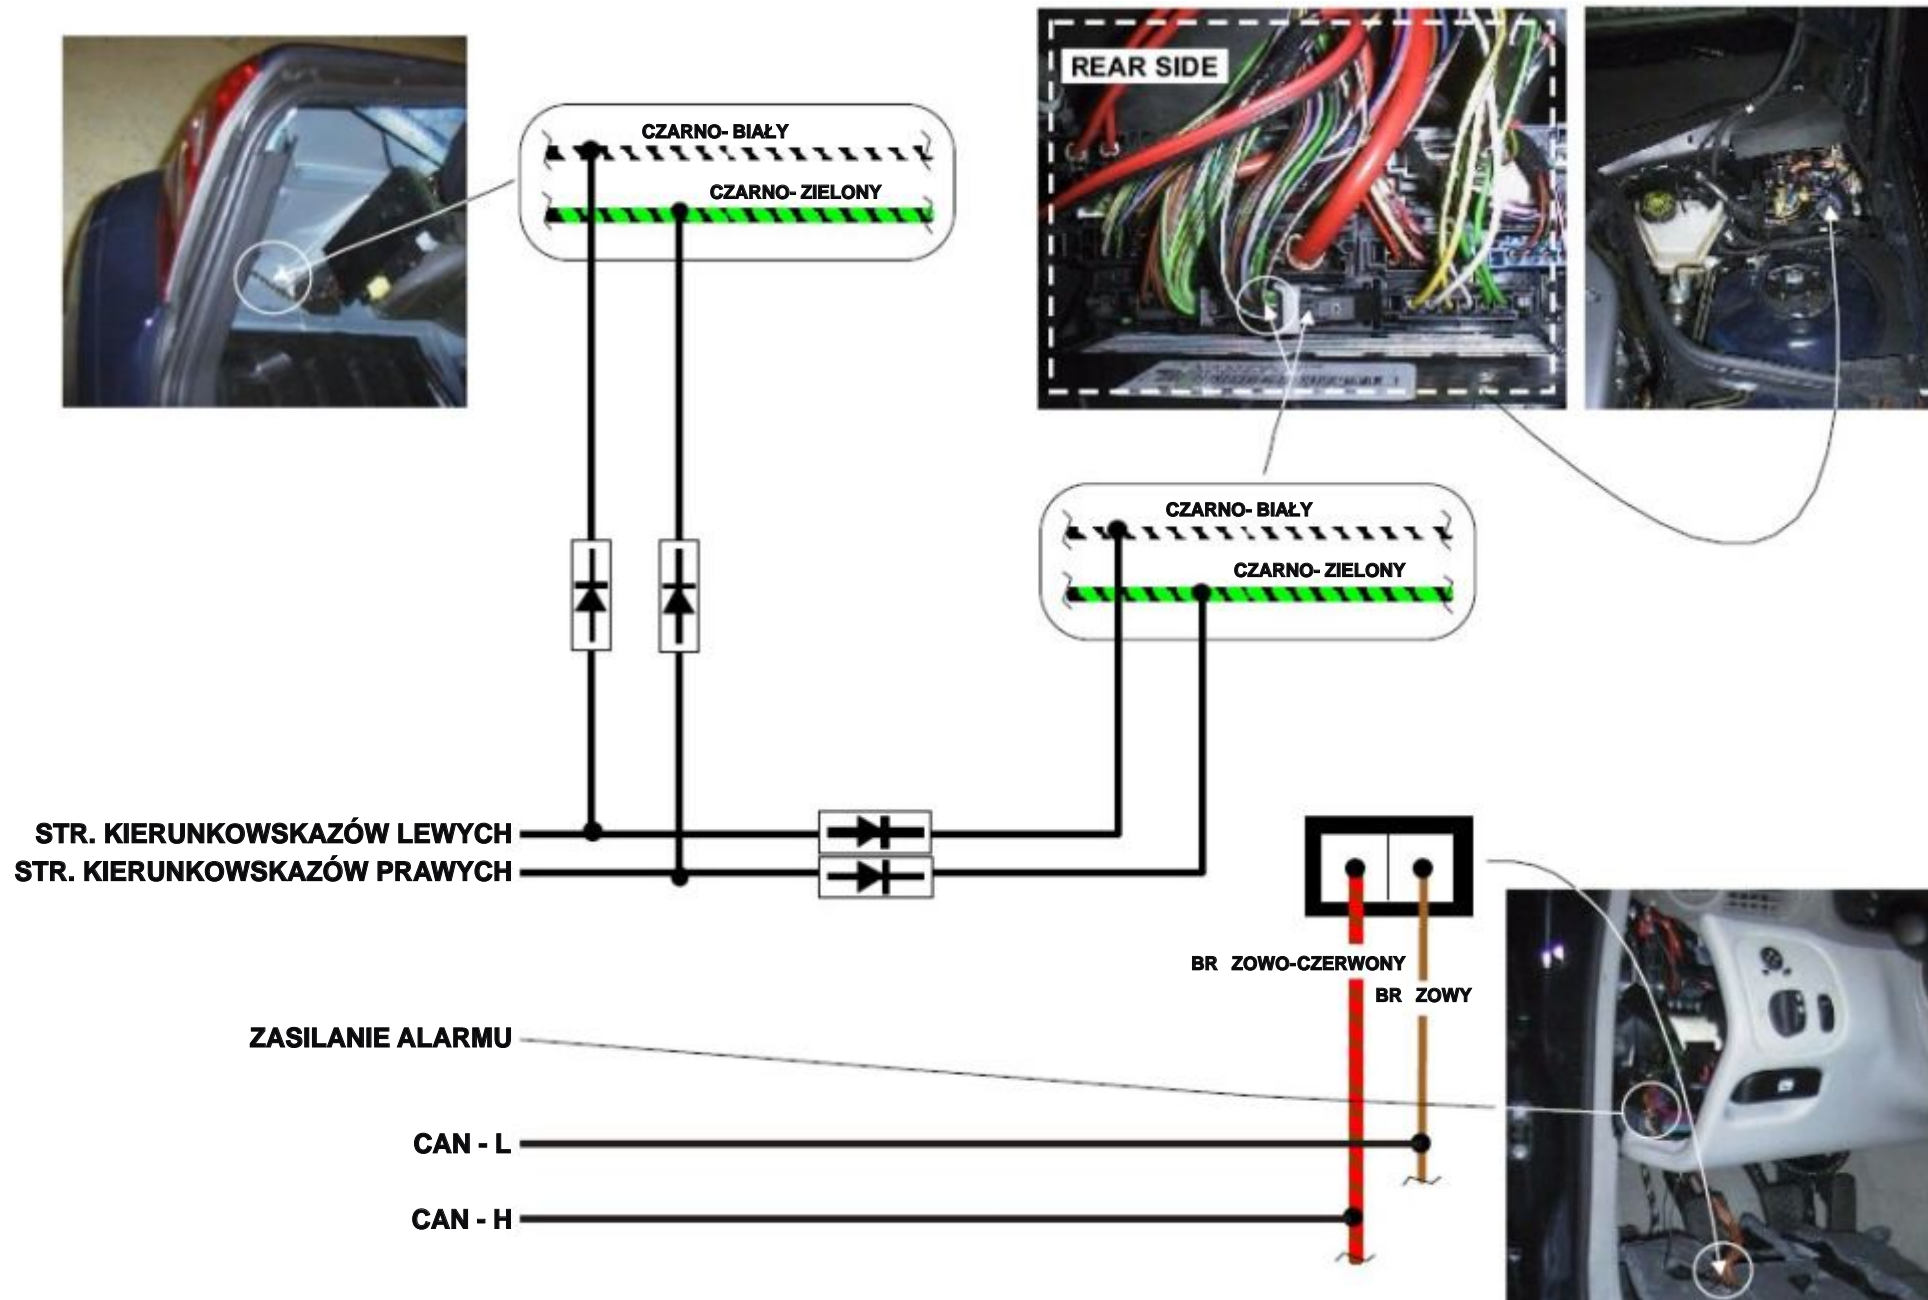 REAR SIDE
CZARNO- BIAŁY
CZARNO- ZIELONY
CZARNO- BIAŁY
CZARNO- ZIELONY
STR. KIERUNKOWSKAZÓW LEWYCH
STR. KIERUNKOWSKAZÓW PRAWYCH
BR ZOWO-CZERWONY
BR ZOWY
ZASILANIE ALARMU
CAN - L
CAN - H